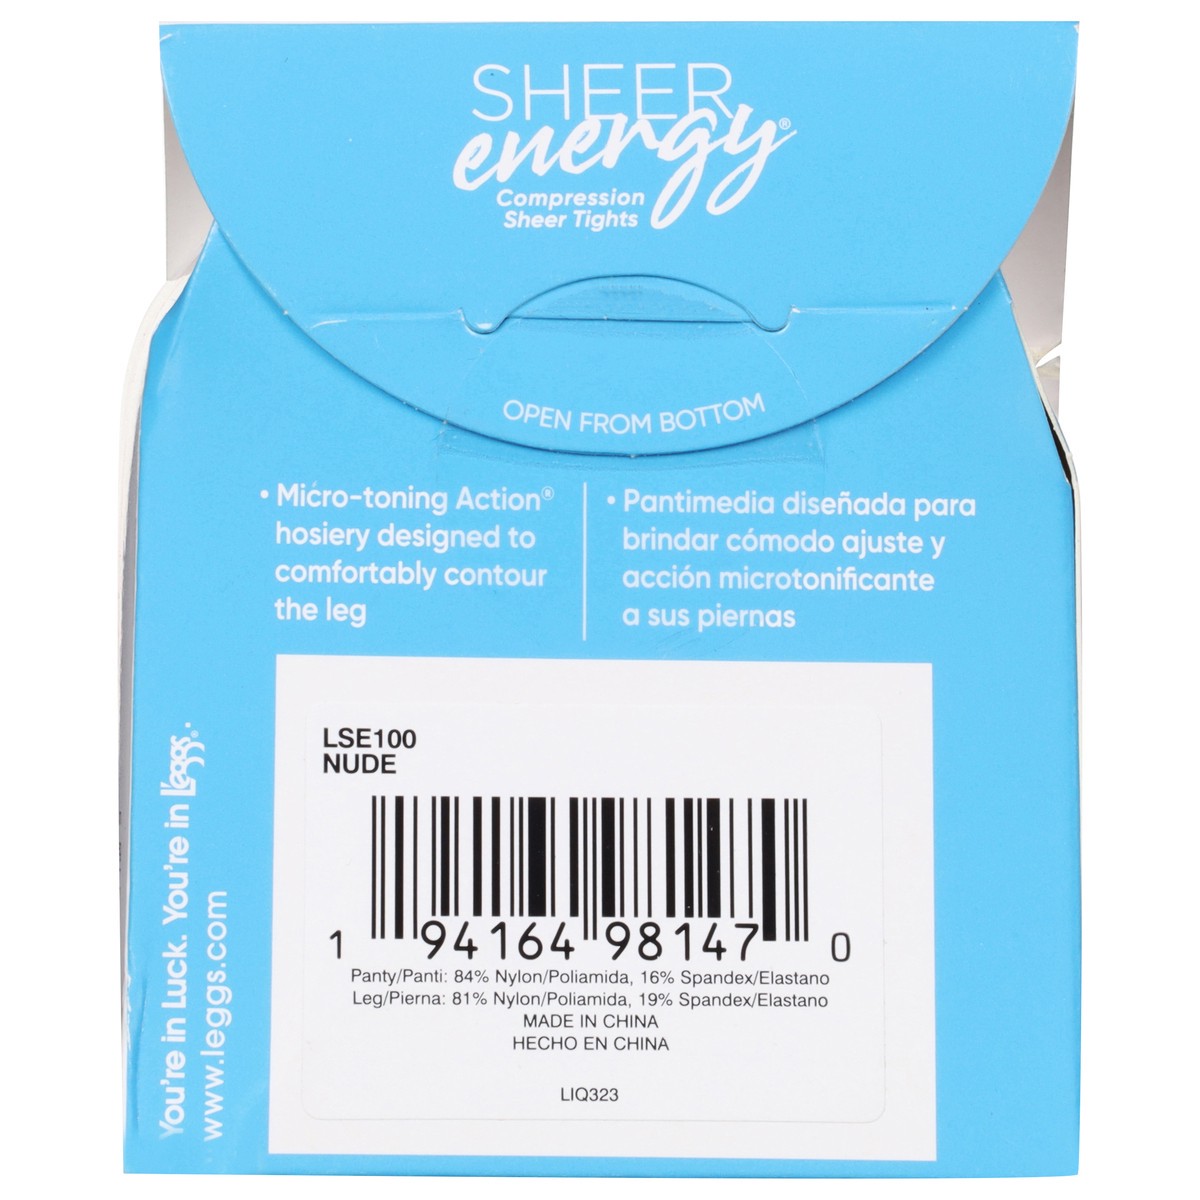 SHEER
energy®
Compression
Sheer Tights
OPEN FROM BOTTOM
• Micro-toning Action®
hosiery designed to
comfortably contour
the leg
• Pantimedia diseñada para
brindar cómodo ajuste y
acción microtonificante
a sus piernas
You're in Luck. You're in L'eggs®.
www.leggs.com
LSE100
NUDE
1 94164 98147 0
Panty/Panti: 84% Nylon/Poliamida, 16% Spandex/Elastano
Leg/Pierna: 81% Nylon/Poliamida, 19% Spandex/Elastano
MADE IN CHINA
HECHO EN CHINA
LIQ323